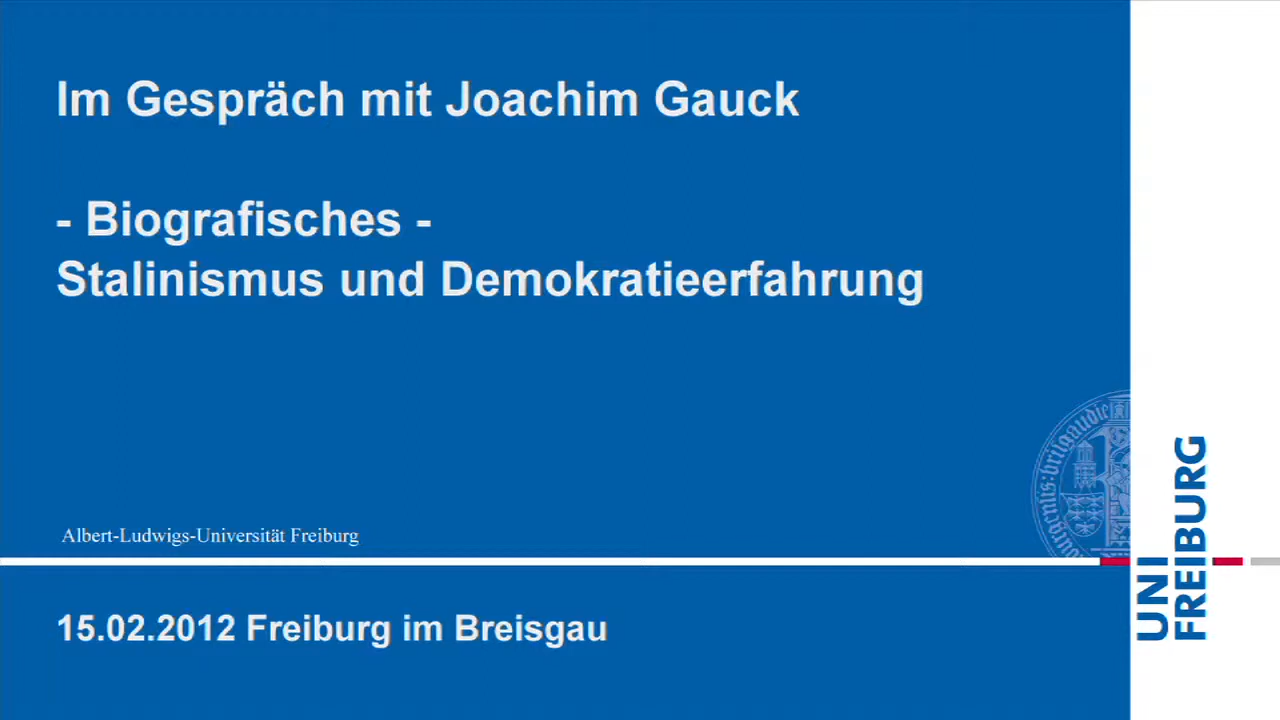 Im Gespräch mit Joachim Gauck
- Biografisches -
Stalinismus und Demokratieerfahrung
Albert-Ludwigs-Universität Freiburg
15.02.2012 Freiburg im Breisgau
UNI
FREIBURG